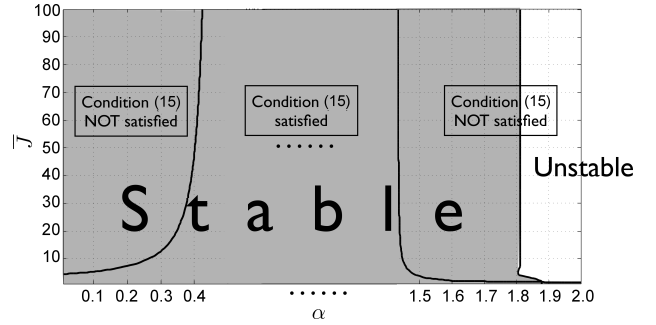 100
90
80
70
60
50
40
30
20
10
J
Condition (15)
NOT satisfied
Condition (15)
satisfied
......
Condition (15)
NOT satisfied
Unstable
Stable
0.1 0.2 0.3 0.4 ...... 1.5 1.6 1.7 1.8 1.9 2.0
α